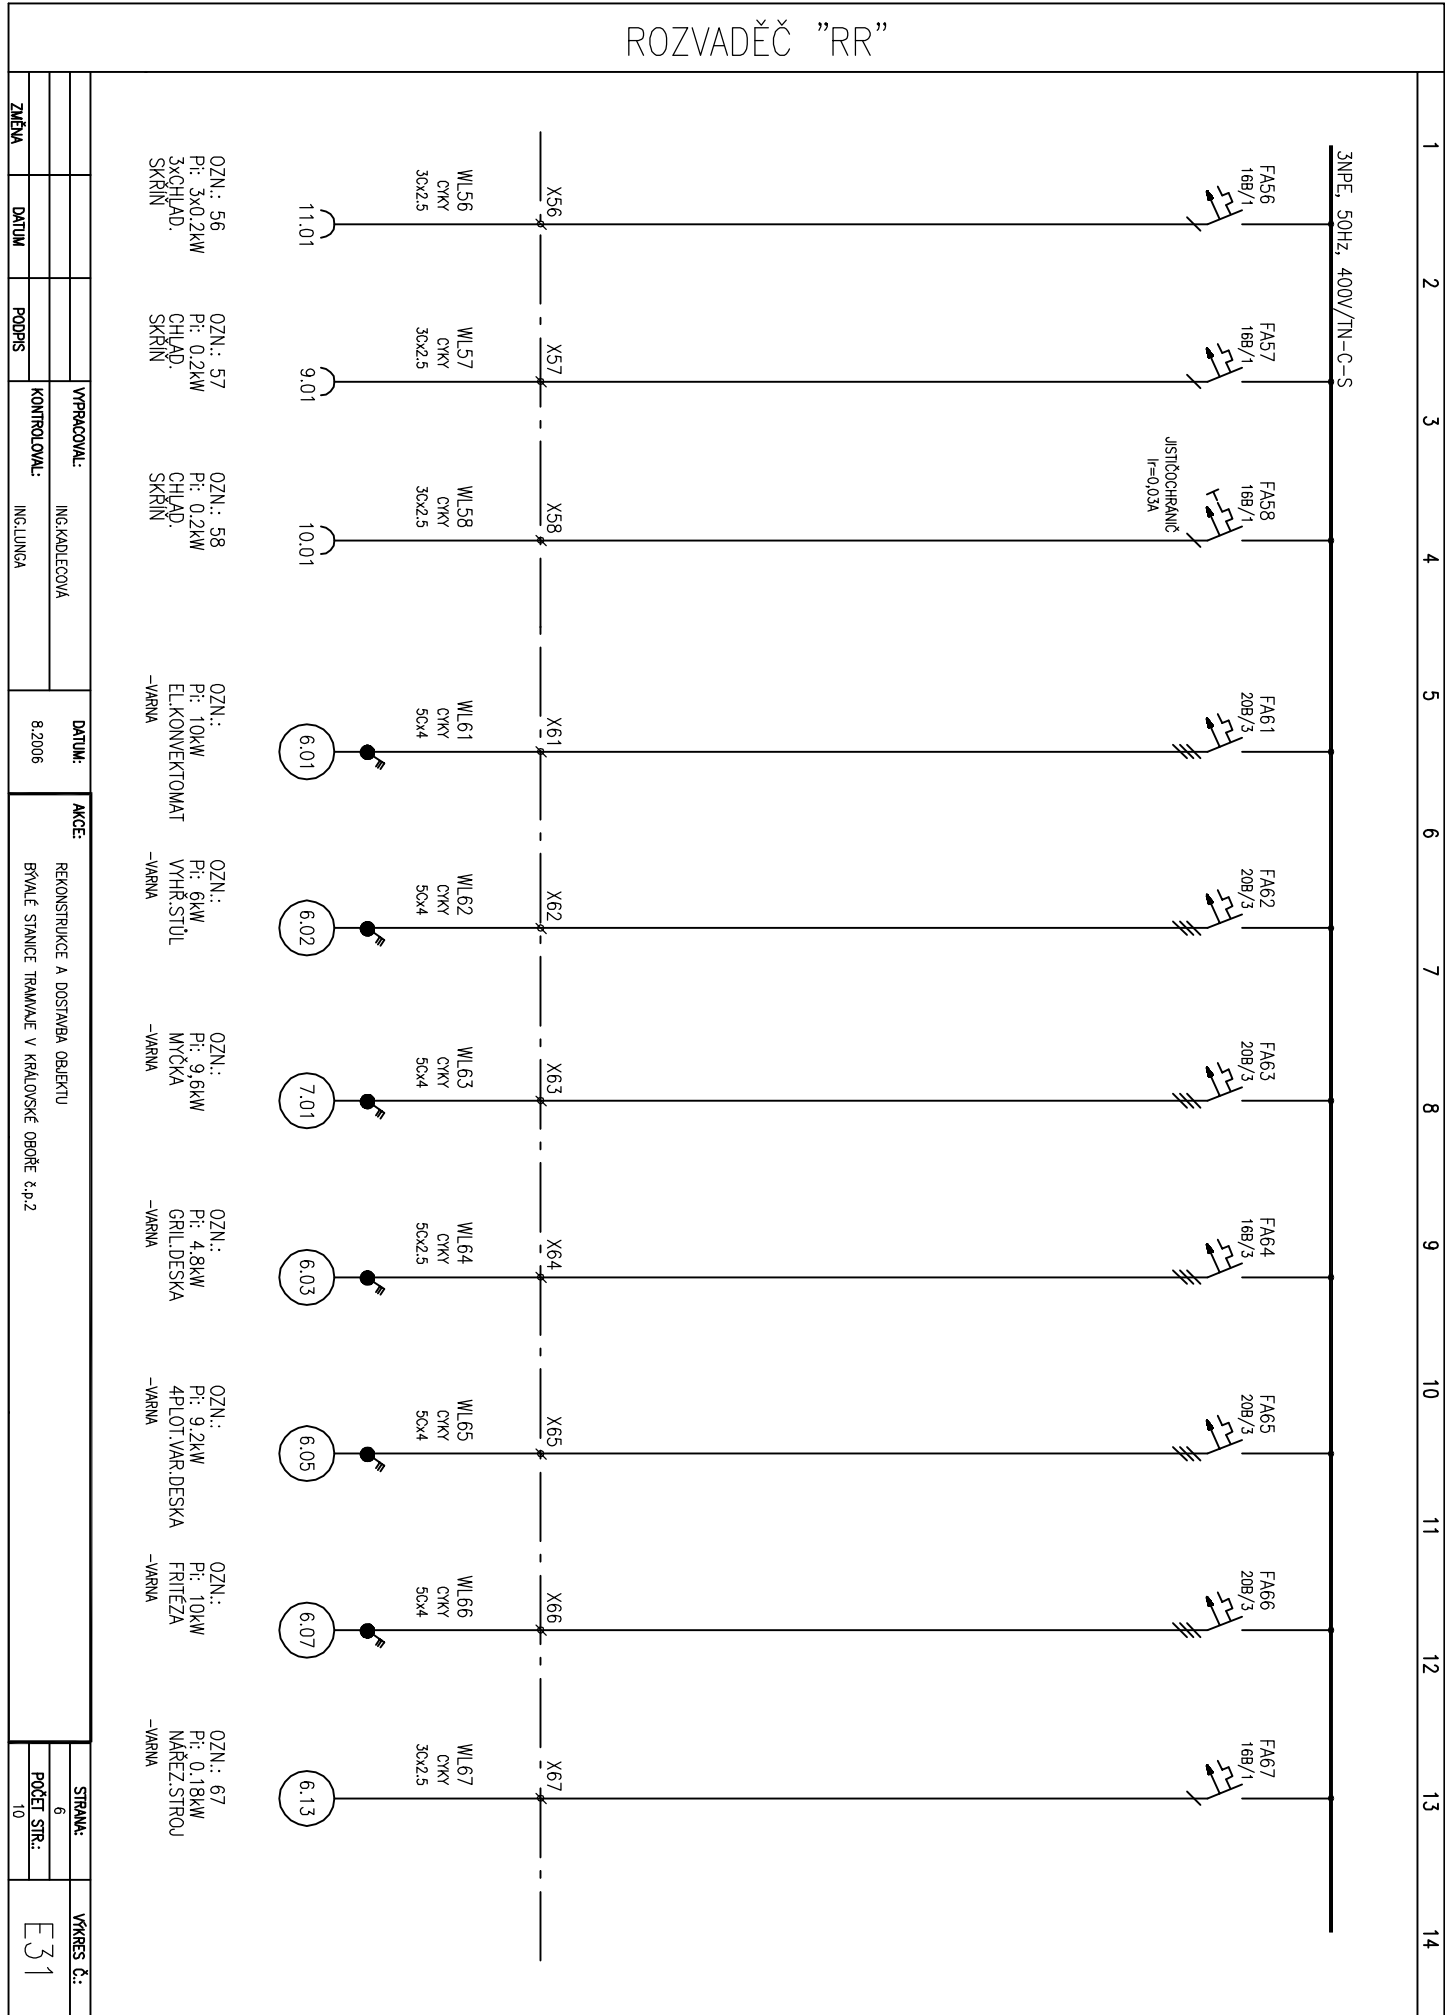 ROZVADĚČ "RR"
1
2
3
4
5
6
7
8
9
10
11
12
13
14
3NPE, 50Hz, 400V/TN-C-S
FA56
16B/1
FA57
16B/1
FA58
16B/1
JISTIČOCHRÁNIČ
Ir=0,03A
FA61
20B/3
FA62
20B/3
FA63
20B/3
FA64
16B/3
FA65
20B/3
FA66
20B/3
FA67
16B/1
X56
X57
X58
X61
X62
X63
X64
X65
X66
X67
WL56
CYKY
3Cx2.5
WL57
CYKY
3Cx2.5
WL58
CYKY
3Cx2.5
WL61
CYKY
5Cx4
WL62
CYKY
5Cx4
WL63
CYKY
5Cx4
WL64
CYKY
5Cx2.5
WL65
CYKY
5Cx4
WL66
CYKY
5Cx4
WL67
CYKY
3Cx2.5
11.01
9.01
10.01
6.01
6.02
7.01
6.03
6.05
6.07
6.13
OZN.: 56
Pi: 3x0.2kW
3xCHLAD.
SKŘÍŇ
OZN.: 57
Pi: 0.2kW
CHLAD.
SKŘÍŇ
OZN.: 58
Pi: 0.2kW
CHLAD.
SKŘÍŇ
OZN.:
Pi: 10kW
EL.KONVEKTOMAT
-VARNA
OZN.:
Pi: 6kW
VYHŘ.STŮL
-VARNA
OZN.:
Pi: 9,6kW
MYČKA
-VARNA
OZN.:
Pi: 4.8kW
GRIL.DESKA
-VARNA
OZN.:
Pi: 9.2kW
4PLOT.VAR.DESKA
-VARNA
OZN.:
Pi: 10kW
FRITÉZA
-VARNA
OZN.: 67
Pi: 0.18kW
NÁŘEZ.STROJ
-VARNA
ZMĚNA
DATUM
PODPIS
VYPRACOVAL:
ING.KADLECOVÁ
KONTROLOVAL:
ING.LUNGA
DATUM:
8.2006
AKCE:
REKONSTRUKCE A DOSTAVBA OBJEKTU
BÝVALÉ STANICE TRAMVAJE V KRÁLOVSKÉ OBOŘE č.p.2
STRANA:
6
POČET STR.:
10
VÝKRES Č.:
E31